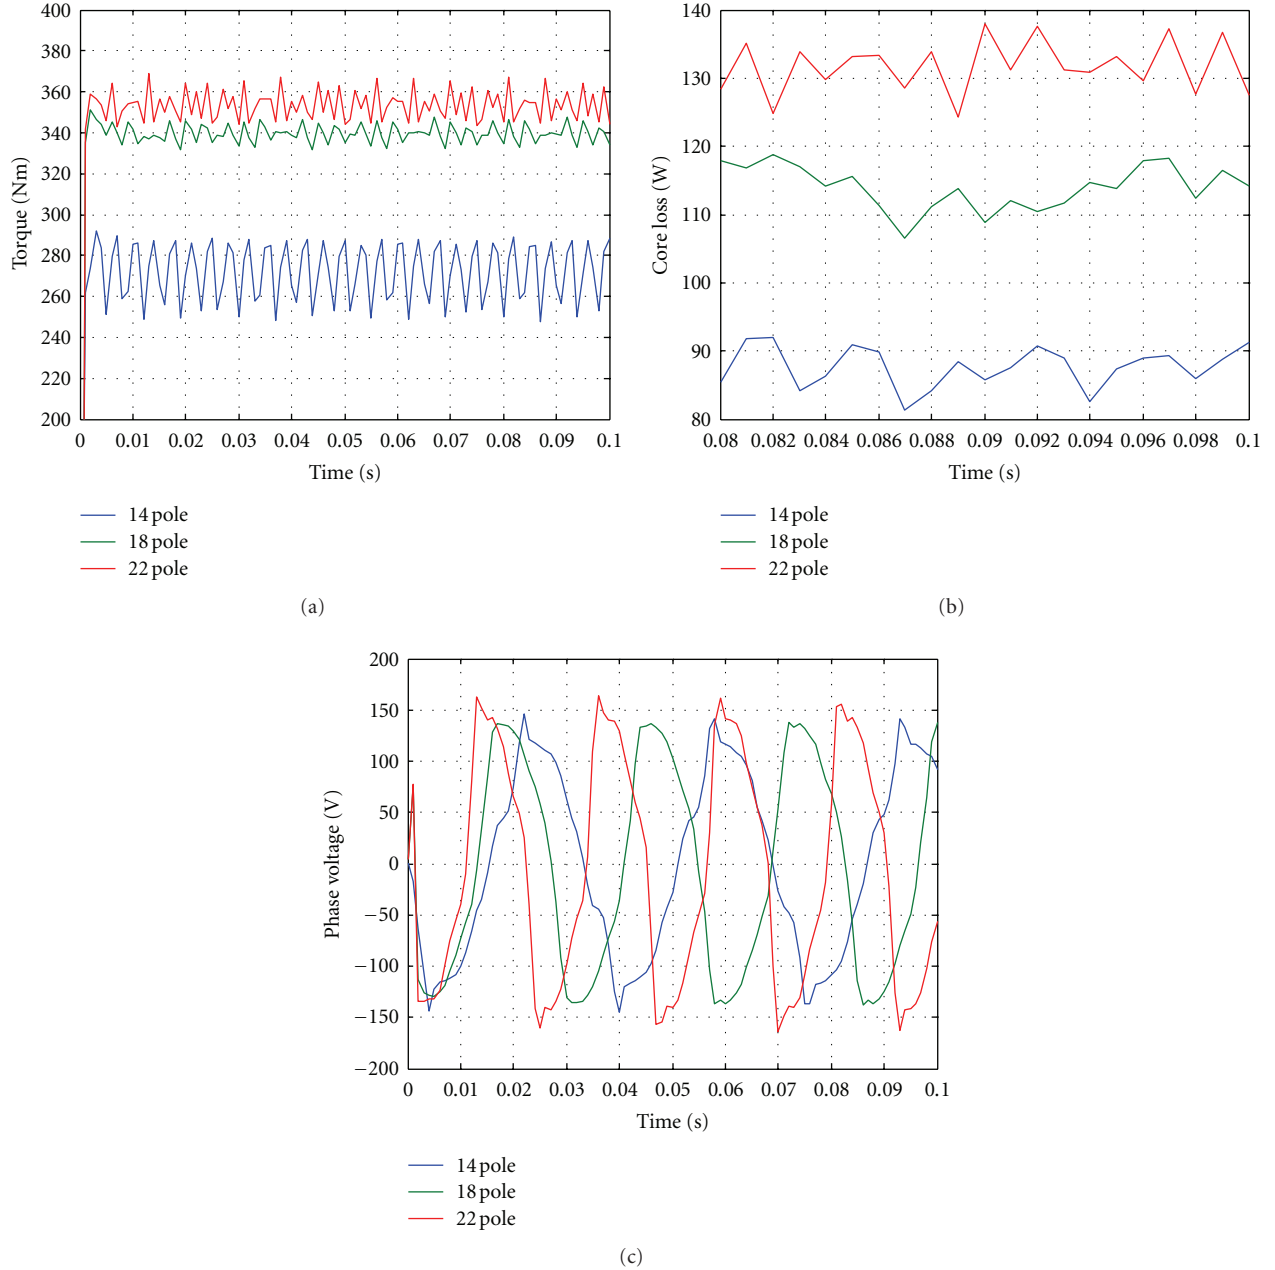 400
380
360
340
320
300
280
260
240
220
200
Torque (Nm)
0 0.01 0.02 0.03 0.04 0.05 0.06 0.07 0.08 0.09 0.1
Time (s)
14 pole
18 pole
22 pole
(a)
140
130
120
110
100
90
80
Core loss (W)
0.08 0.082 0.084 0.086 0.088 0.09 0.092 0.094 0.096 0.098 0.1
Time (s)
14 pole
18 pole
22 pole
(b)
200
150
100
50
0
−50
−100
−150
−200
Phase voltage (V)
0 0.01 0.02 0.03 0.04 0.05 0.06 0.07 0.08 0.09 0.1
Time (s)
14 pole
18 pole
22 pole
(c)